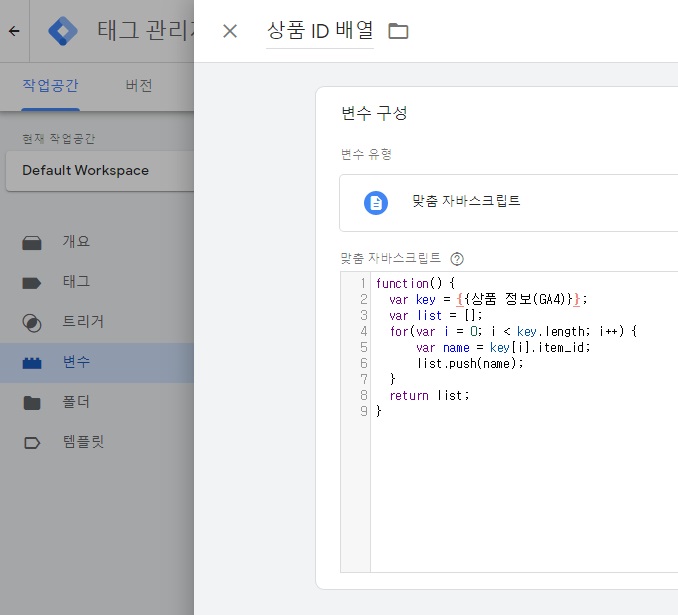 태그 관리
상품 ID 배열
작업공간
버전
현재 작업공간
Default Workspace
개요
태그
트리거
변수
폴더
템플릿
변수 구성
변수 유형
맞춤 자바스크립트
맞춤 자바스크립트 ?
1 function() {
2   var key = {{상품 정보(GA4)}};
3   var list = [];
4   for(var i = 0; i < key.length; i++) {
5       var name = key[i].item_id;
6       list.push(name);
7   }
8   return list;
9 }